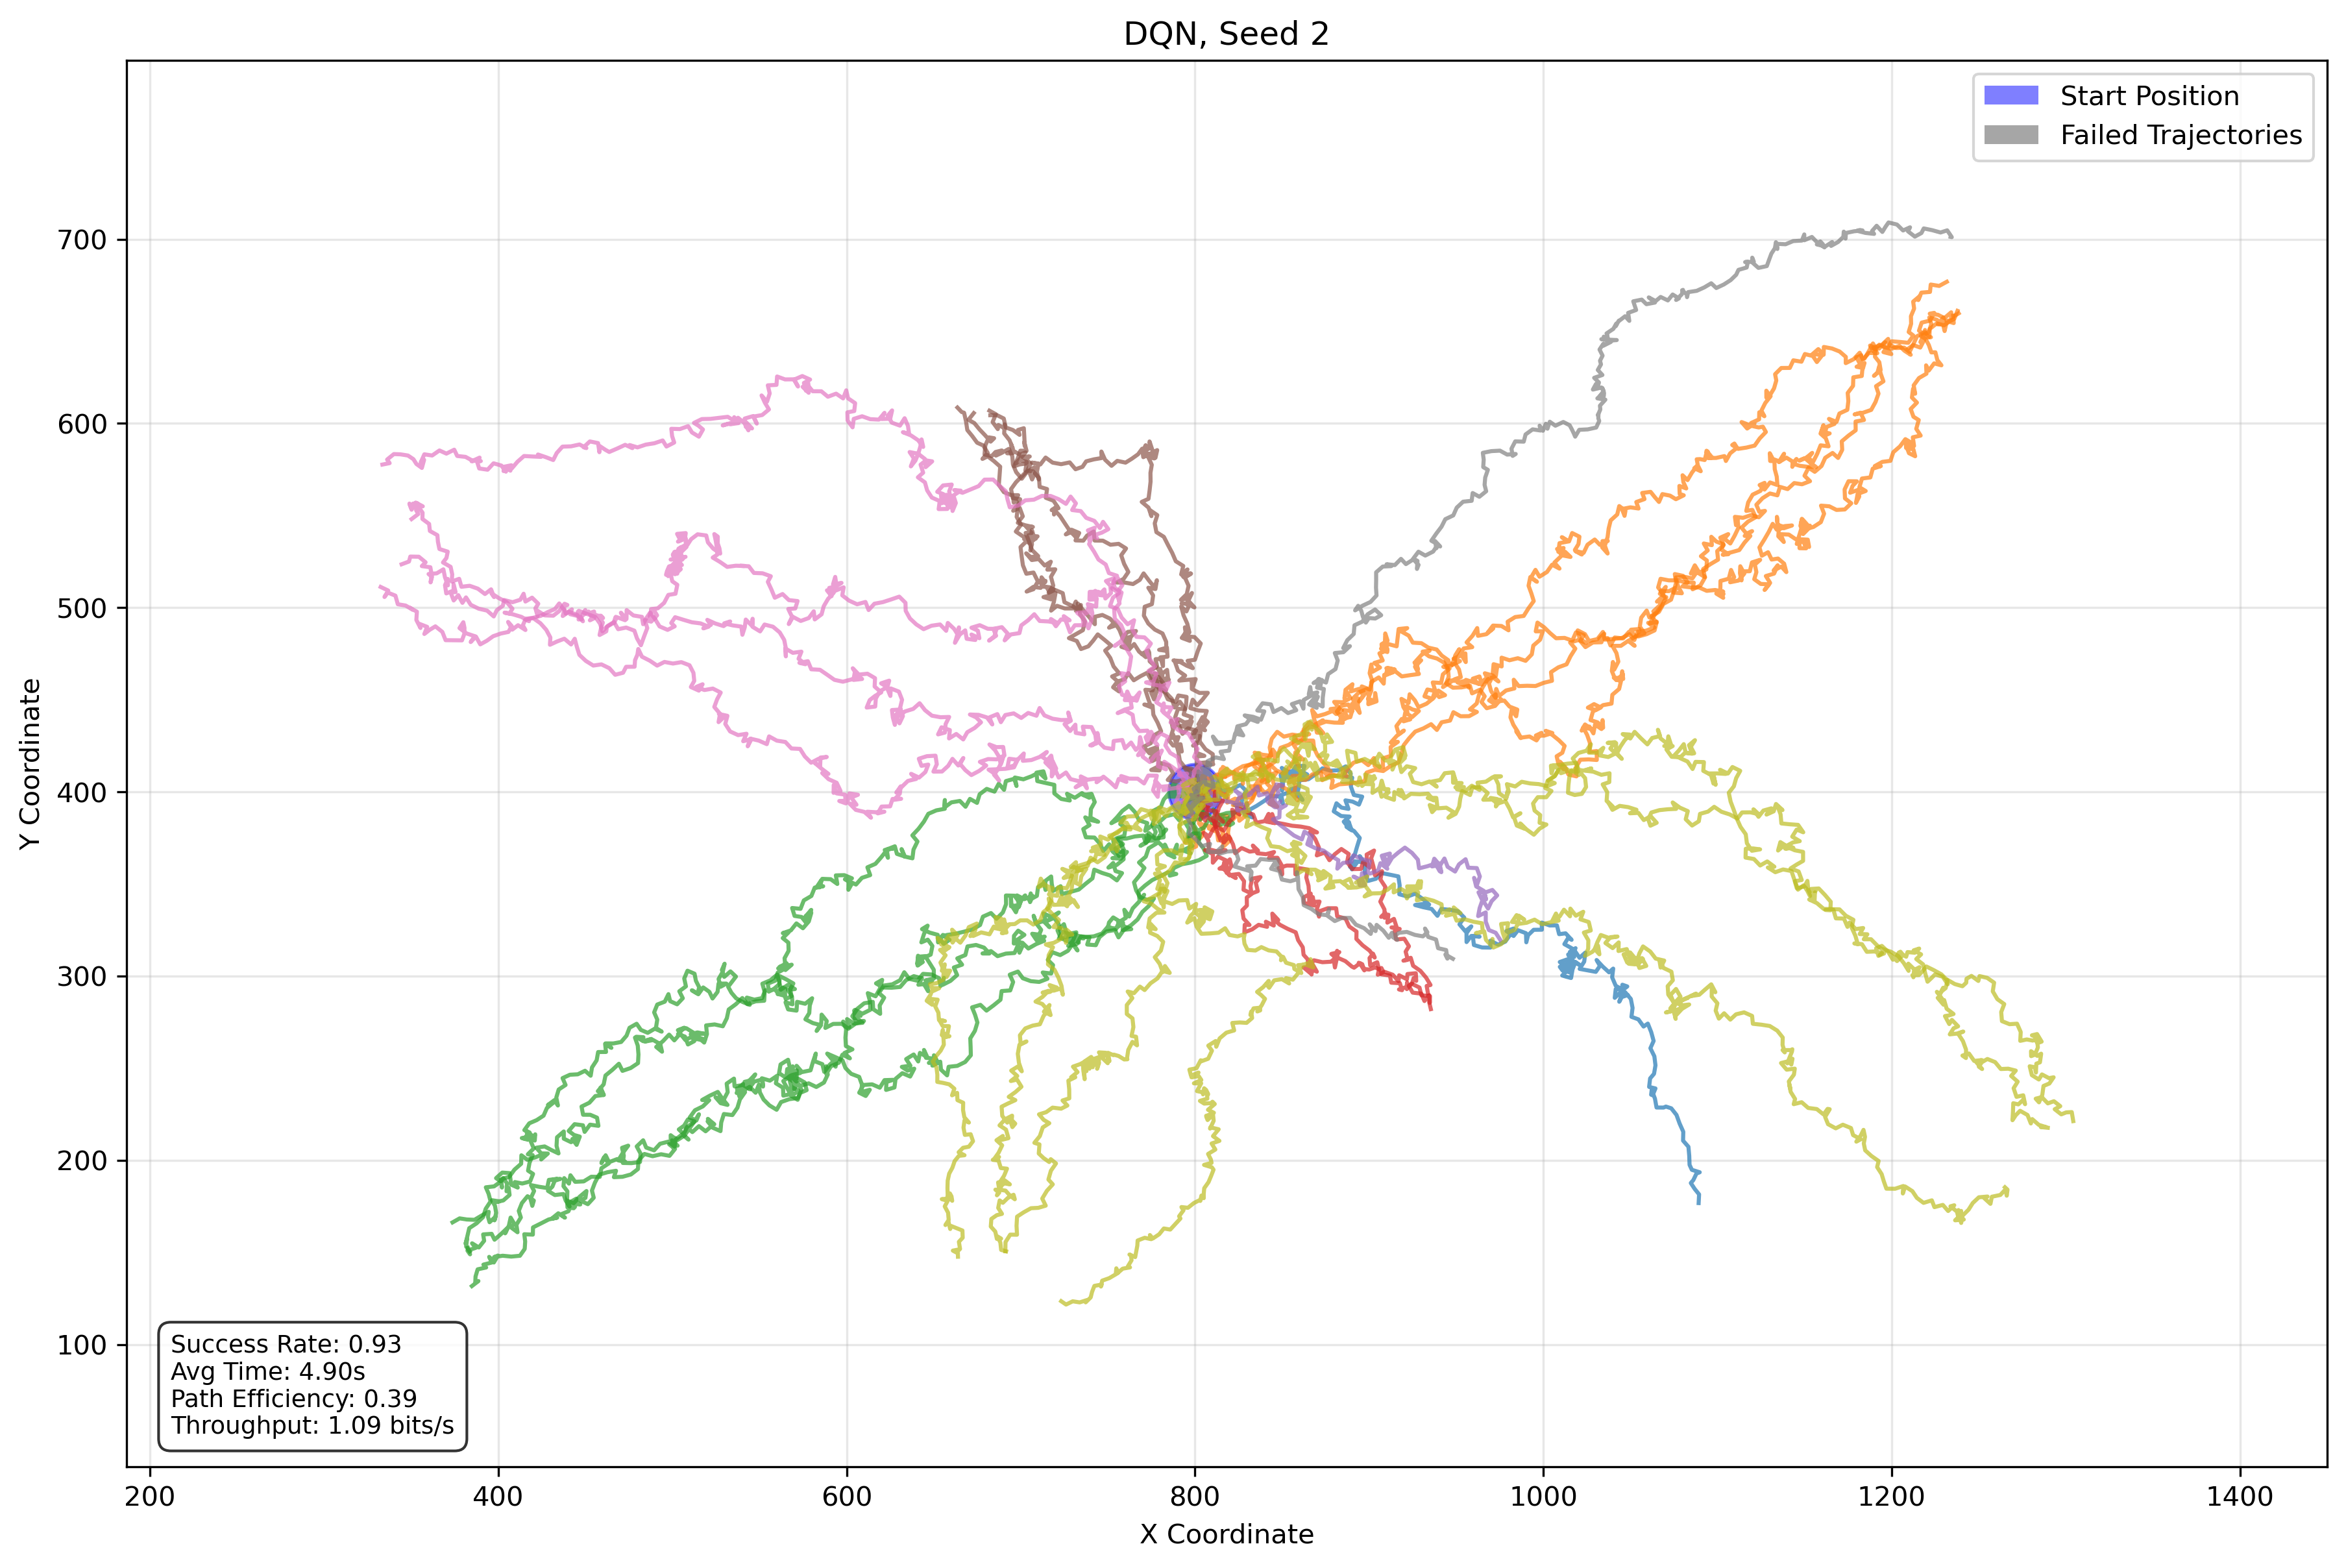 DQN, Seed 2
Start Position
Failed Trajectories
700
600
500
400
300
200
100
Y Coordinate
Success Rate: 0.93
Avg Time: 4.90s
Path Efficiency: 0.39
Throughput: 1.09 bits/s
200
400
600
800
1000
1200
1400
X Coordinate